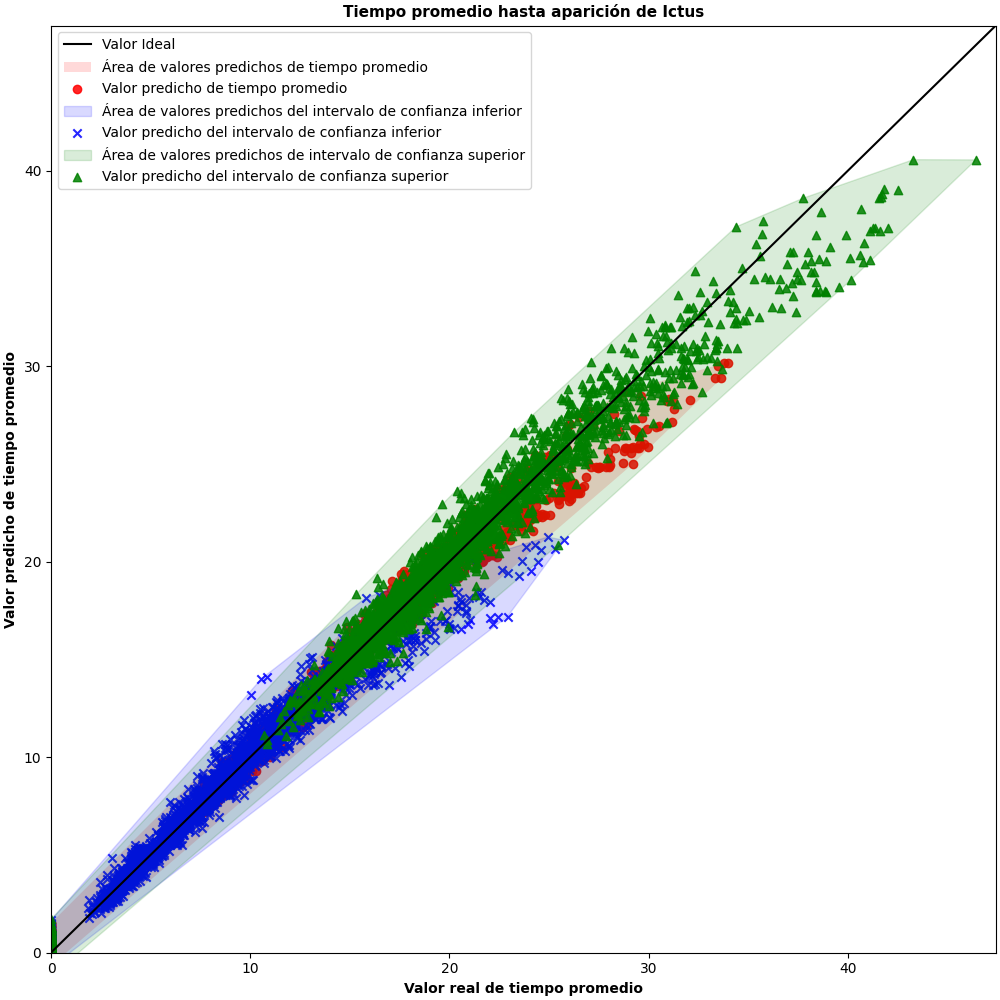 Tiempo promedio hasta aparición de Ictus
Valor Ideal
Área de valores predichos de tiempo promedio
Valor predicho de tiempo promedio
Área de valores predichos del intervalo de confianza inferior
Valor predicho del intervalo de confianza inferior
Área de valores predichos de intervalo de confianza superior
Valor predicho del intervalo de confianza superior
Valor predicho de tiempo promedio
40
30
20
10
0
0 10 20 30 40
Valor real de tiempo promedio